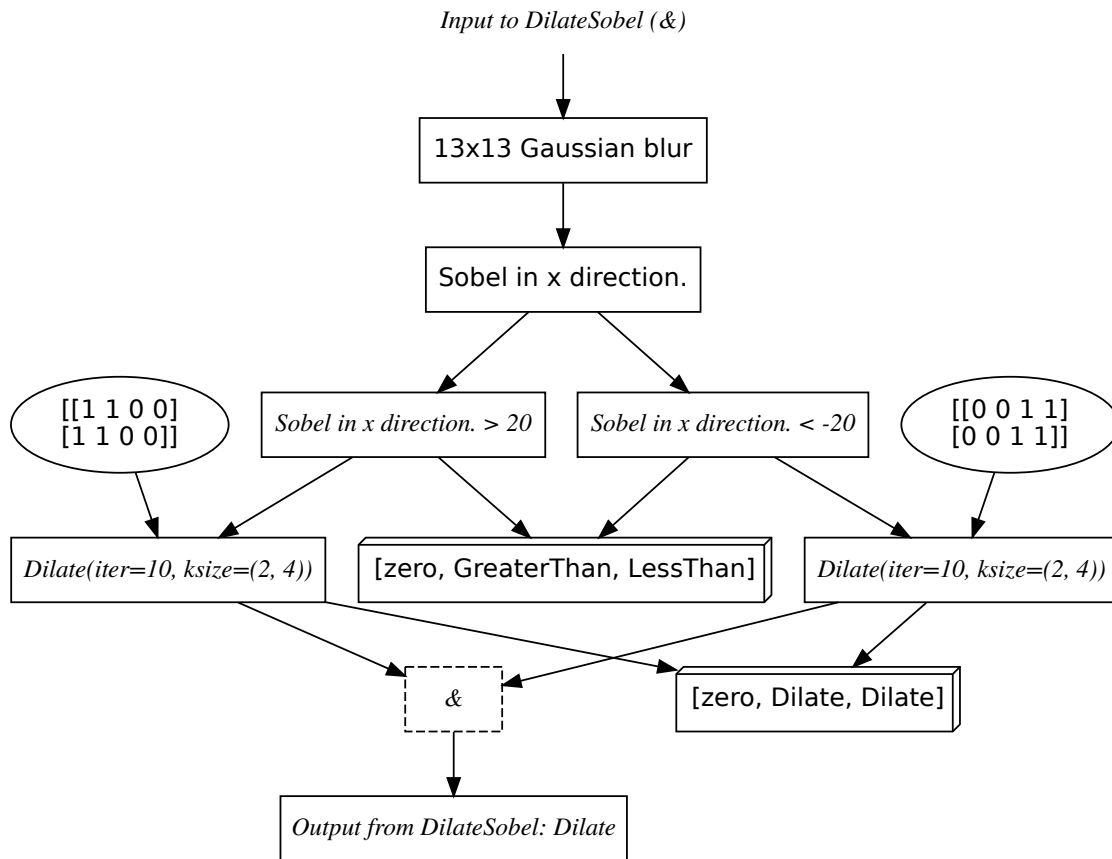 Input to DilateSobel (&)
13x13 Gaussian blur
Sobel in x direction.
[[1 1 0 0]
[1 1 0 0]]
Sobel in x direction. > 20
Sobel in x direction. < -20
[[0 0 1 1]
[0 0 1 1]]
Dilate(iter=10, ksize=(2, 4))
[zero, GreaterThan, LessThan]
Dilate(iter=10, ksize=(2, 4))
&
[zero, Dilate, Dilate]
Output from DilateSobel: Dilate